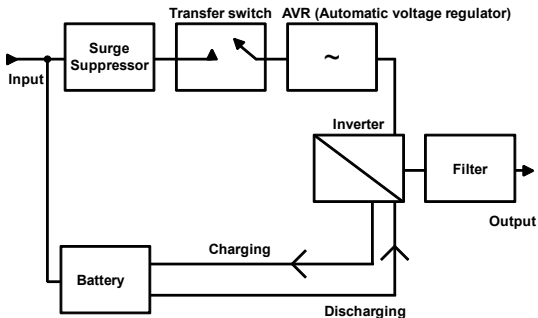 Transfer switch
AVR (Automatic voltage regulator)
Surge
Suppressor
~
Input
Inverter
Filter
Output
Charging
Battery
Discharging